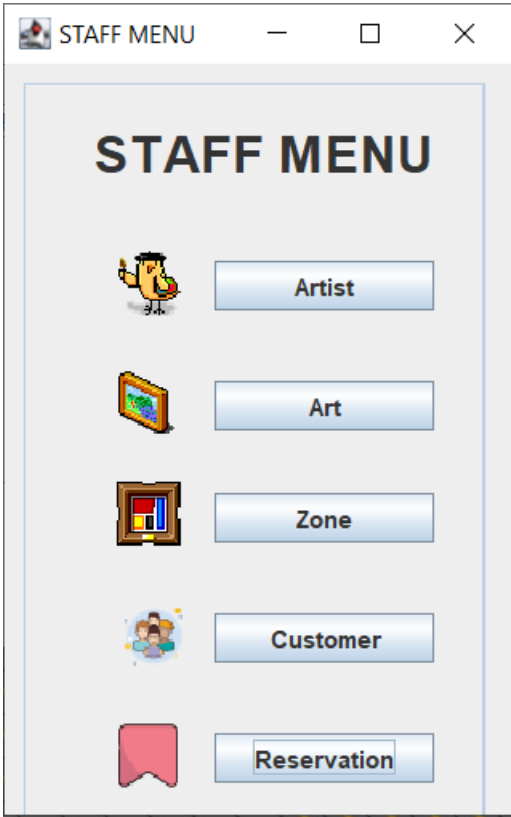 STAFF MENU
STAFF MENU
Artist
Art
Zone
Customer
Reservation